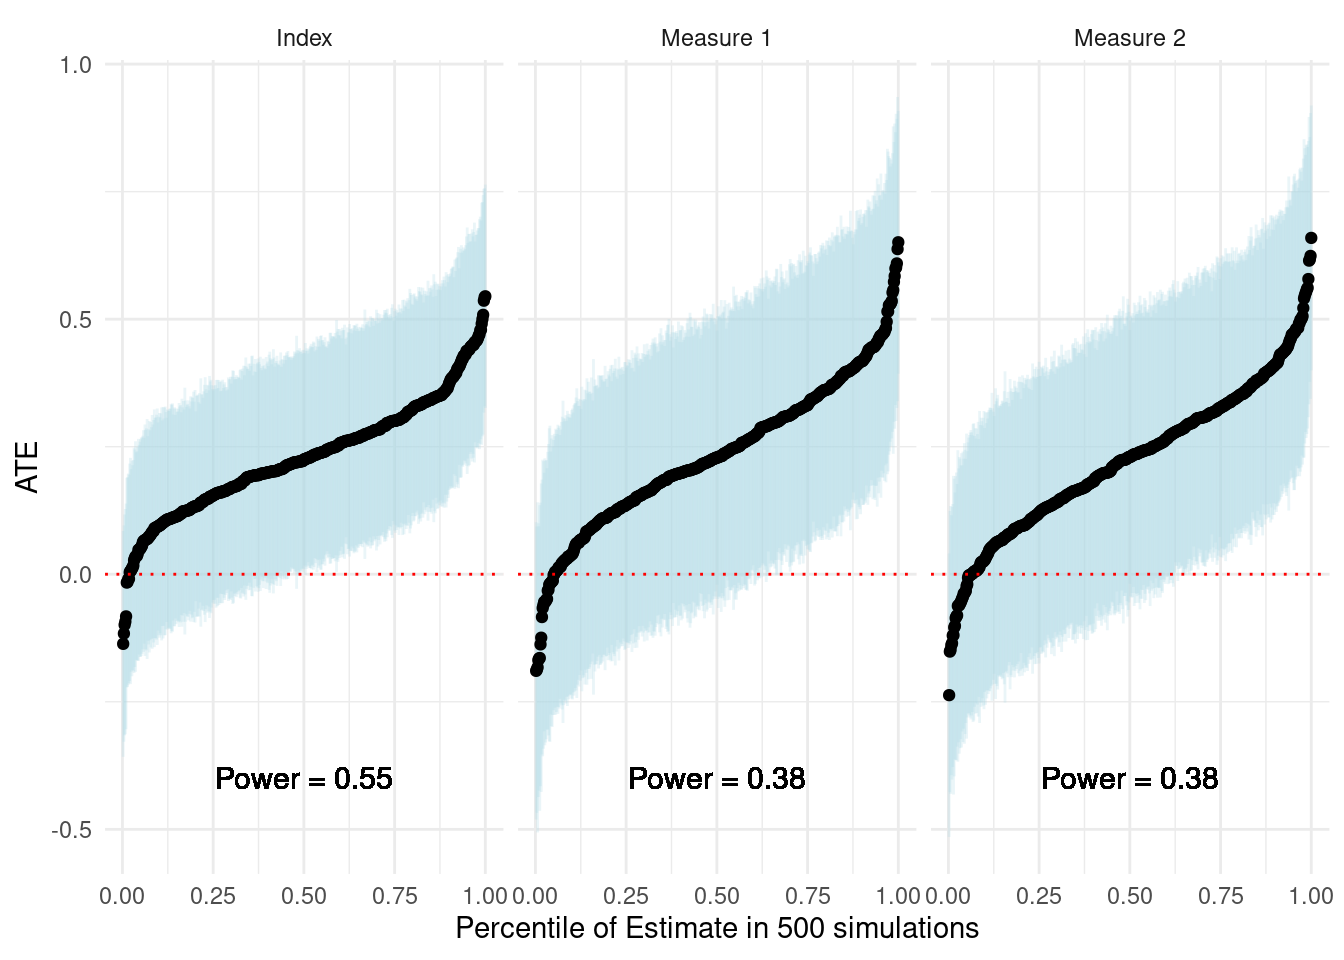 Index Measure 1 Measure 2
1.0
0.5
0.0
-0.5
ATE
Power = 0.55 Power = 0.38 Power = 0.38
0.00 0.25 0.50 0.75 1.00 0.00 0.25 0.50 0.75 1.00 0.00 0.25 0.50 0.75 1.00
Percentile of Estimate in 500 simulations